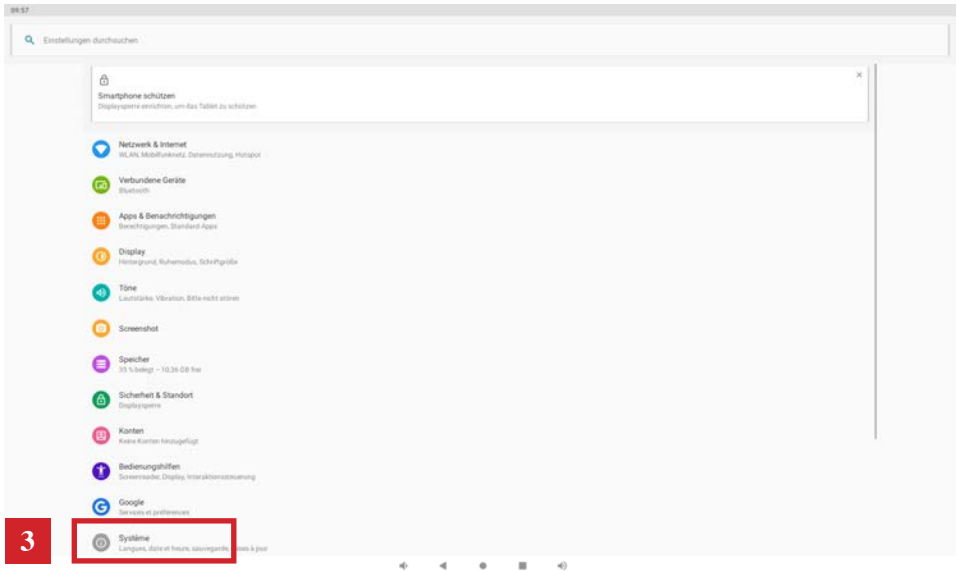 09:57
Einstellungen durchsuchen
Smartphone schützen
Displaysperre einrichten, um das Tablet zu schützen
Netzwerk & Internet
WLAN, Mobilfunknetz, Datennutzung, Hotspot
Verbundene Geräte
Bluetooth
Apps & Benachrichtigungen
Berechtigungen, Standard-Apps
Display
Hintergrund, Ruhemodus, Schriftgröße
Töne
Lautstärke, Vibration, Bitte nicht stören
Screenshot
Speicher
35 % belegt – 10,36 GB frei
Sicherheit & Standort
Displaysperre
Konten
Keine Konten hinzugefügt
Bedienungshilfen
Screenreader, Display, Interaktionssteuerung
Google
Services et préférences
3
Système
Langues, date et heure, sauvegarde, mises à jour